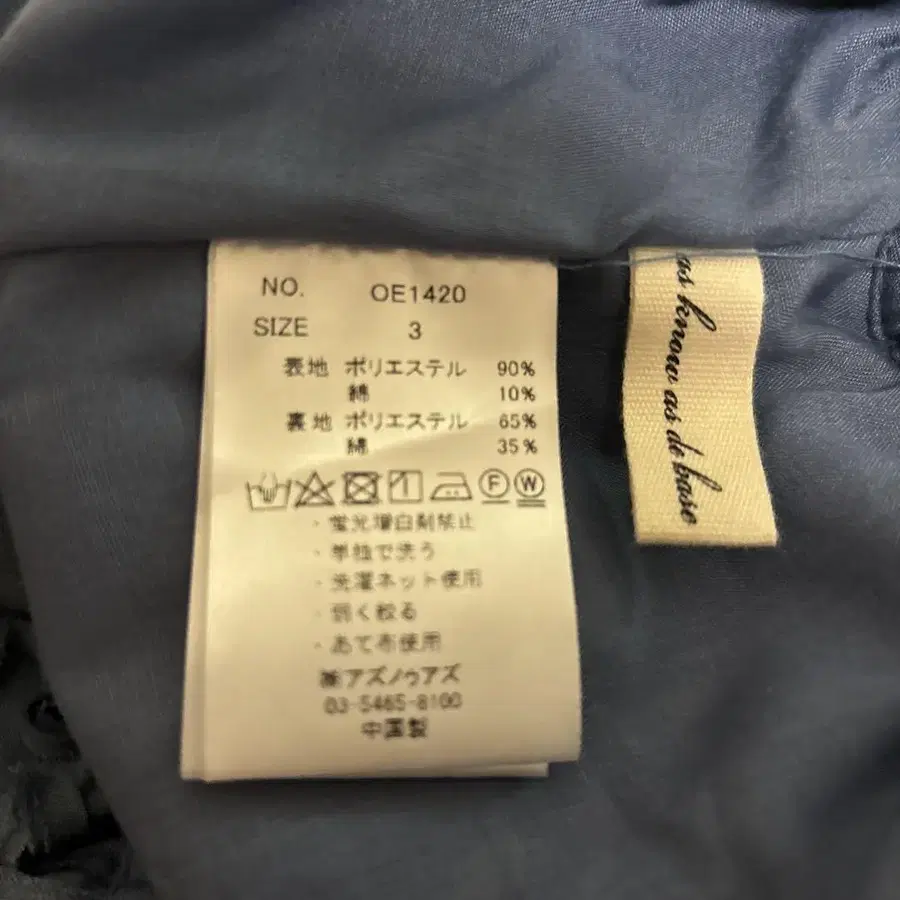 NO. OE1420
SIZE 3
表地 ポリエステル 90%
綿 10%
裏地 ポリエステル 65%
綿 35%
F W
・蛍光増白剤禁止
・単独で洗う
・洗濯ネット使用
・弱く絞る
・あて布使用
㈱アズノゥアズ
03-5465-8100
中国製
as know as de base